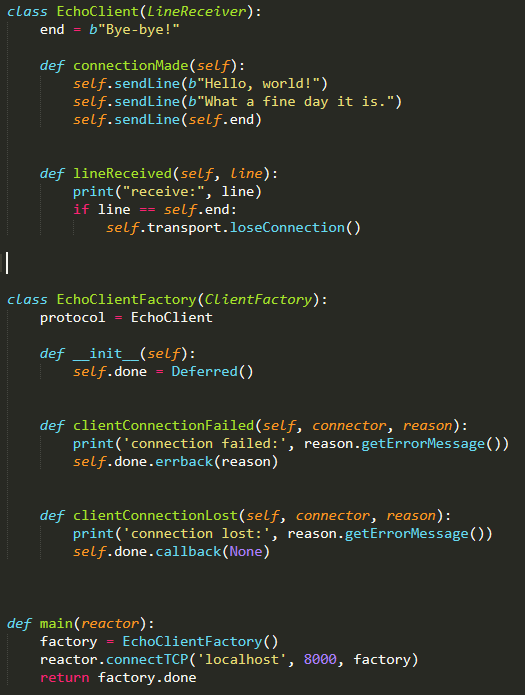 class EchoClient(LineReceiver):
    end = b"Bye-bye!"

    def connectionMade(self):
        self.sendLine(b"Hello, world!")
        self.sendLine(b"What a fine day it is.")
        self.sendLine(self.end)


    def lineReceived(self, line):
        print("receive:", line)
        if line == self.end:
            self.transport.loseConnection()


class EchoClientFactory(ClientFactory):
    protocol = EchoClient

    def __init__(self):
        self.done = Deferred()


    def clientConnectionFailed(self, connector, reason):
        print('connection failed:', reason.getErrorMessage())
        self.done.errback(reason)


    def clientConnectionLost(self, connector, reason):
        print('connection lost:', reason.getErrorMessage())
        self.done.callback(None)



def main(reactor):
    factory = EchoClientFactory()
    reactor.connectTCP('localhost', 8000, factory)
    return factory.done